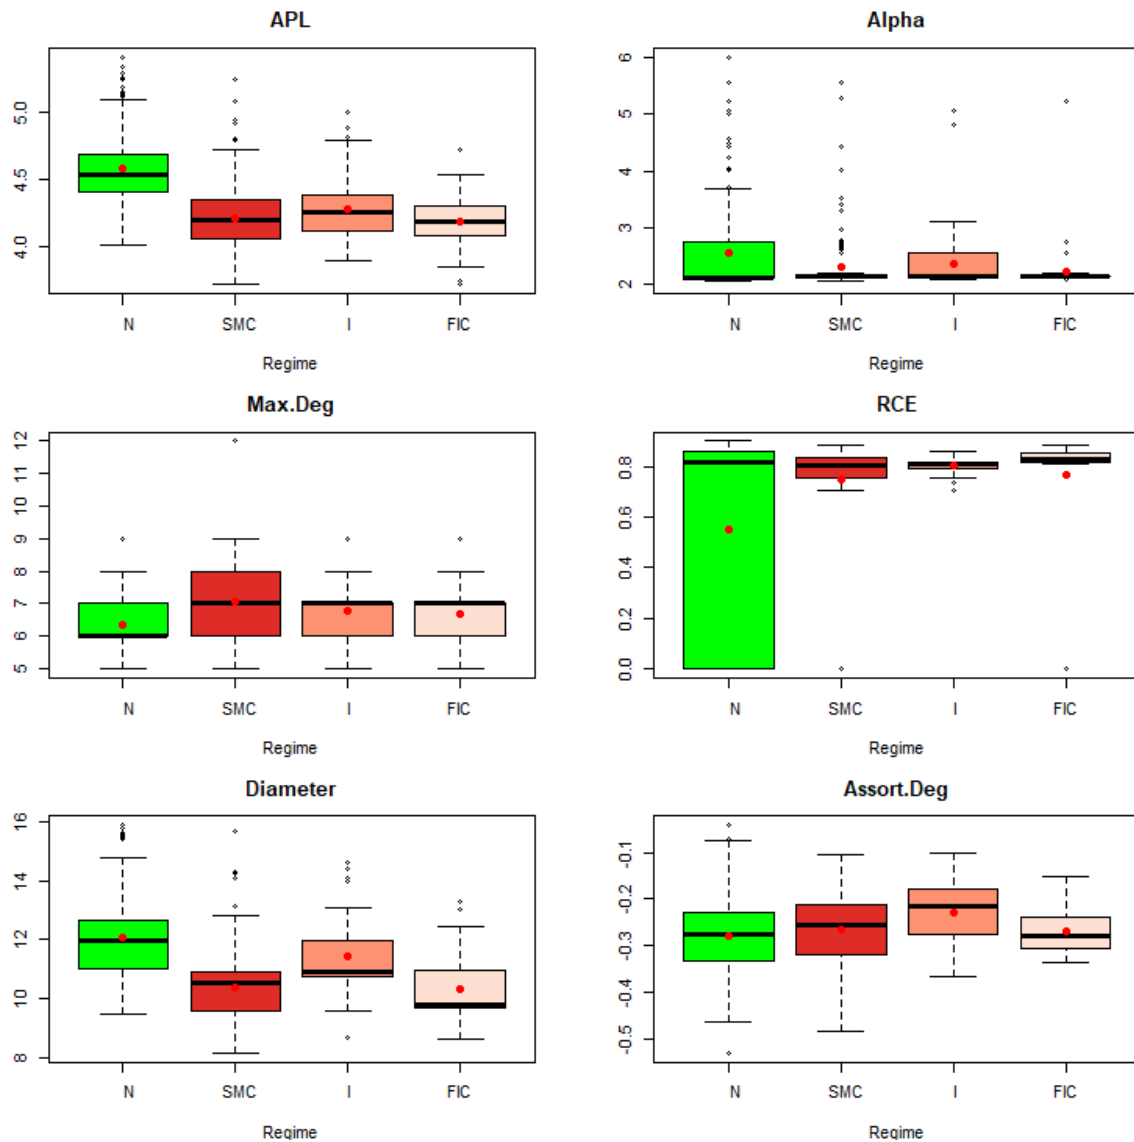 APL
5.0
4.5
4.0
N SMC I FIC
Regime
Alpha
6
5
4
3
2
N SMC I FIC
Regime
Max.Deg
12
11
10
9
8
7
6
5
N SMC I FIC
Regime
RCE
0.8
0.6
0.4
0.2
0.0
N SMC I FIC
Regime
Diameter
16
14
12
10
8
N SMC I FIC
Regime
Assort.Deg
-0.1
-0.2
-0.3
-0.4
-0.5
N SMC I FIC
Regime